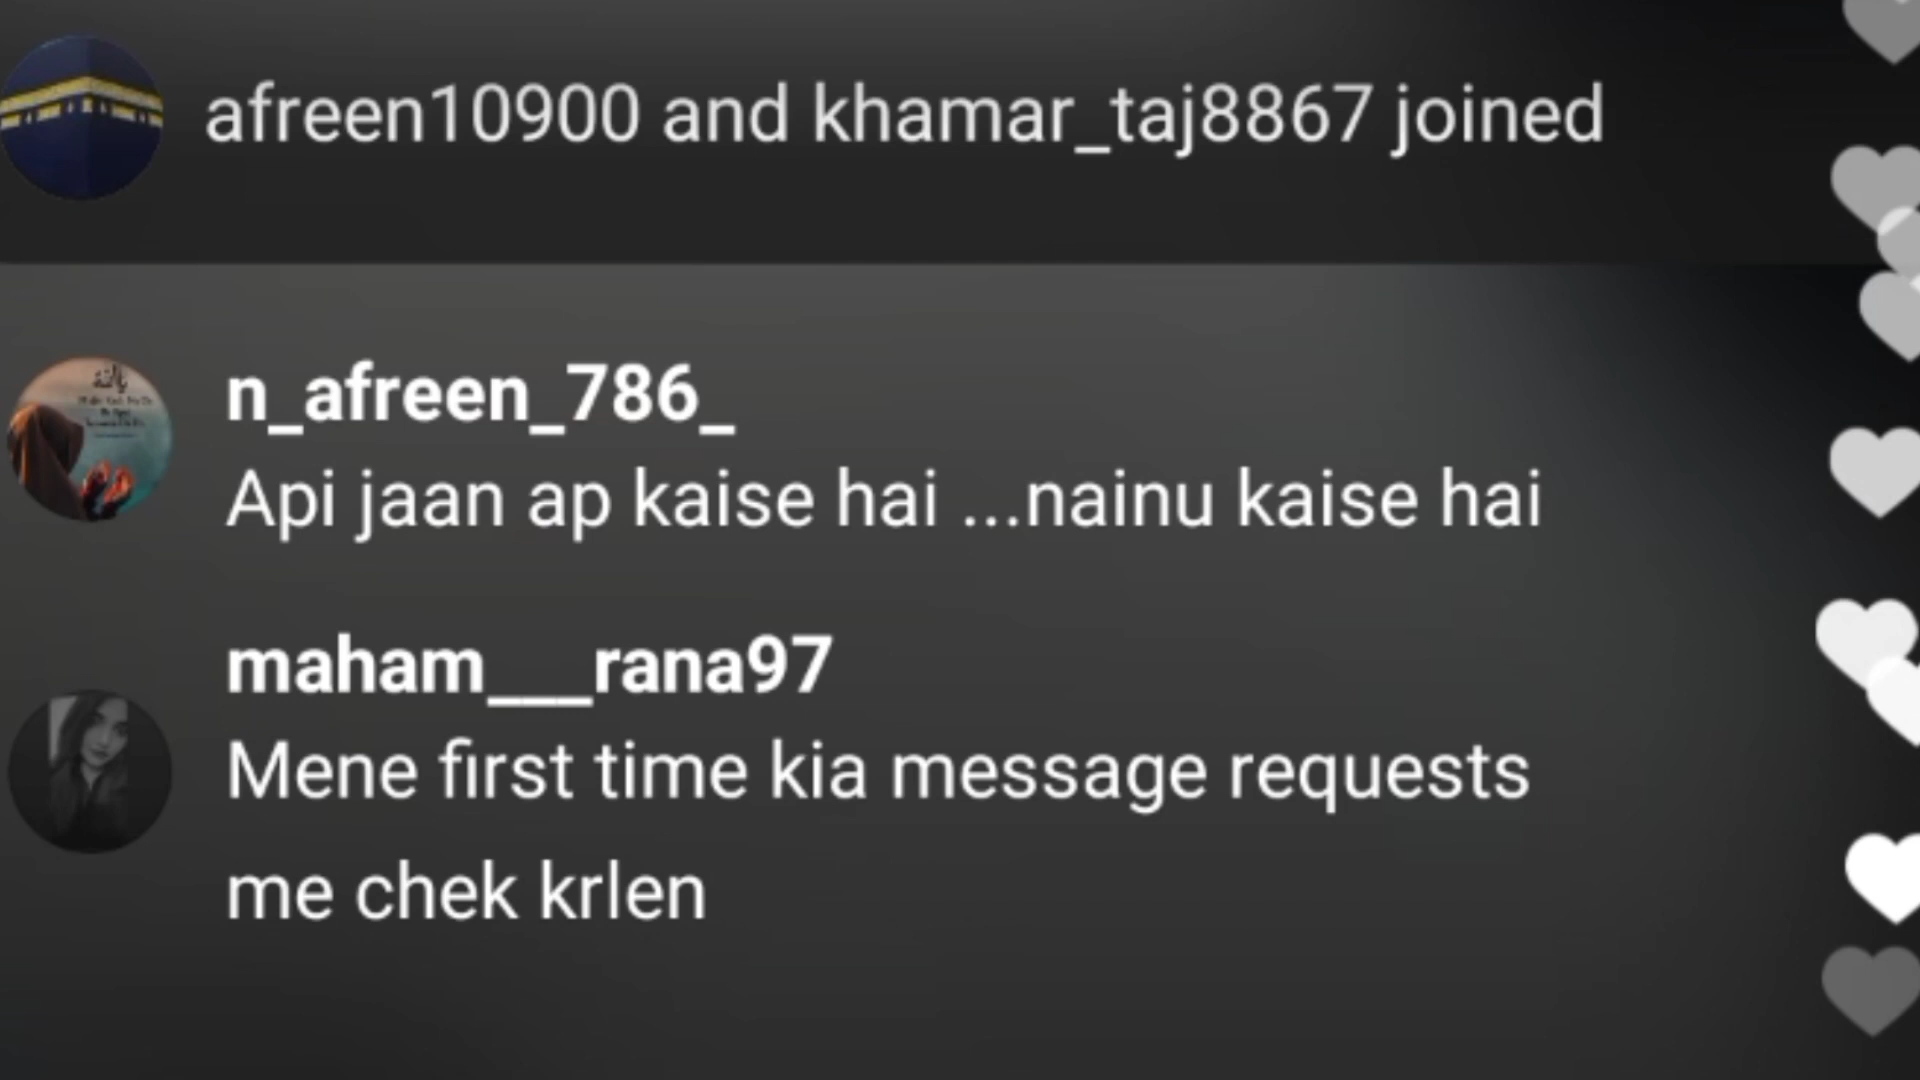 afreen10900 and khamar_taj8867 joined
n_afreen_786_
Api jaan ap kaise hai ...nainu kaise hai
maham___rana97
Mene first time kia message requests
me chek krlen